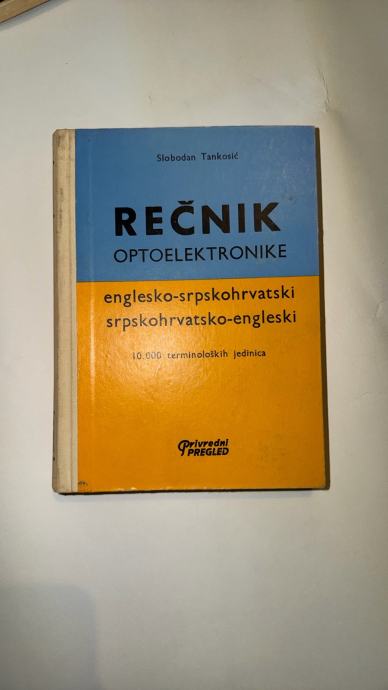 Slobodan Tankosić
REČNIK
OPTOELEKTRONIKE
englesko-srpskohrvatski
srpskohrvatsko-engleski
10.000 terminoloških jedinica
Privredni
PREGLED